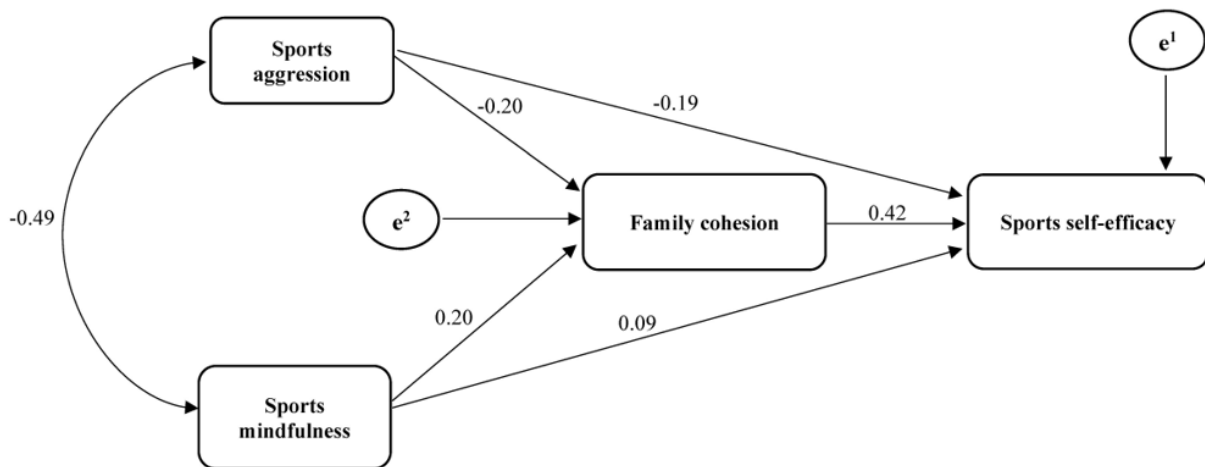 Sports
aggression
e¹
-0.20
-0.19
-0.49
e²
Family cohesion
0.42
Sports self-efficacy
0.20
0.09
Sports
mindfulness